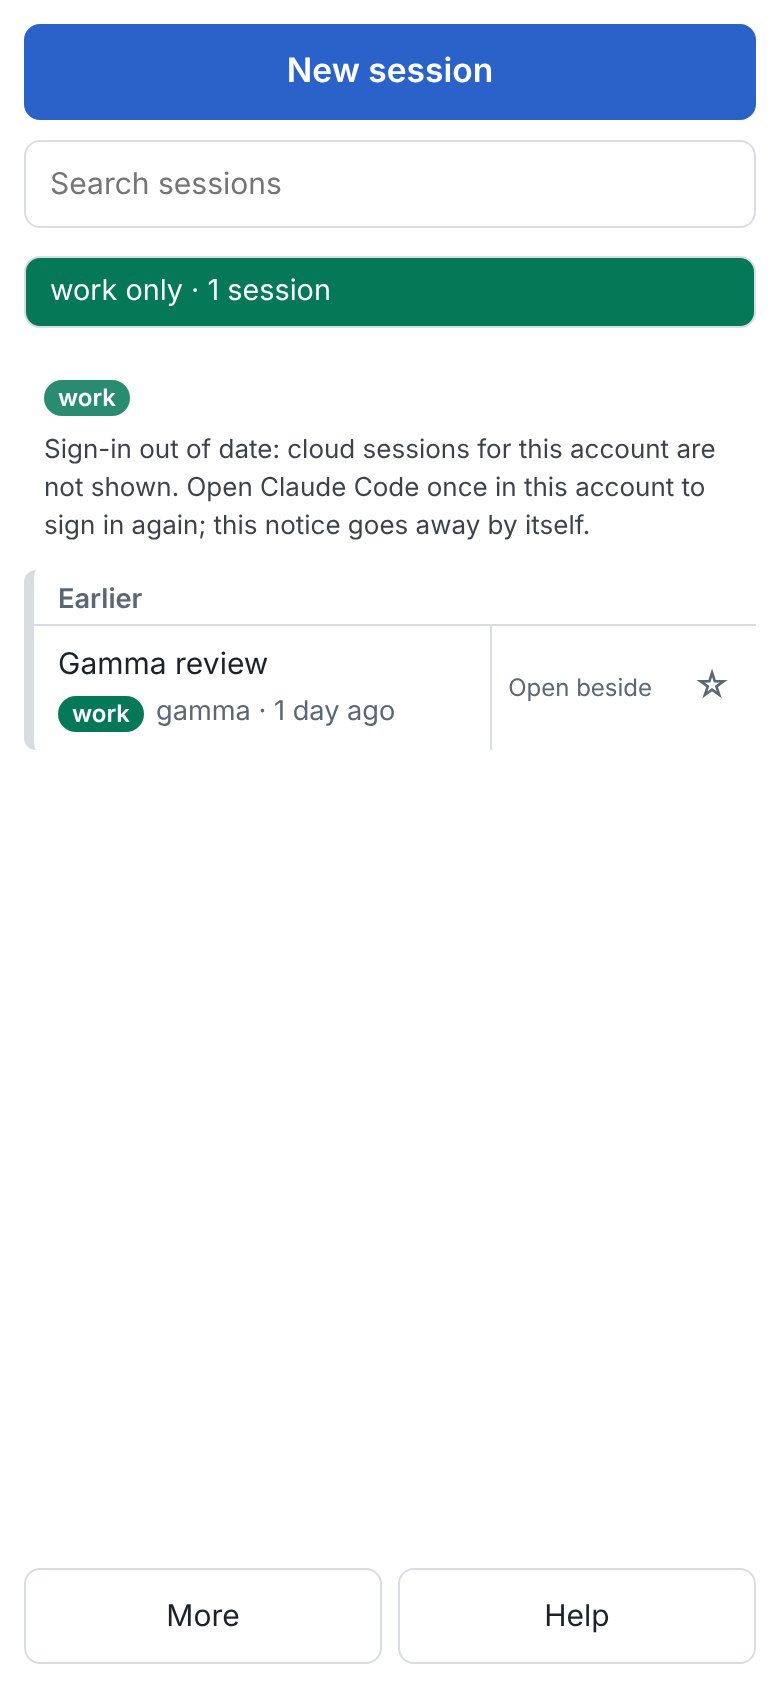 New session
Search sessions
work only · 1 session
work
Sign-in out of date: cloud sessions for this account are
not shown. Open Claude Code once in this account to
sign in again; this notice goes away by itself.
Earlier
Gamma review
work gamma · 1 day ago
Open beside
More
Help